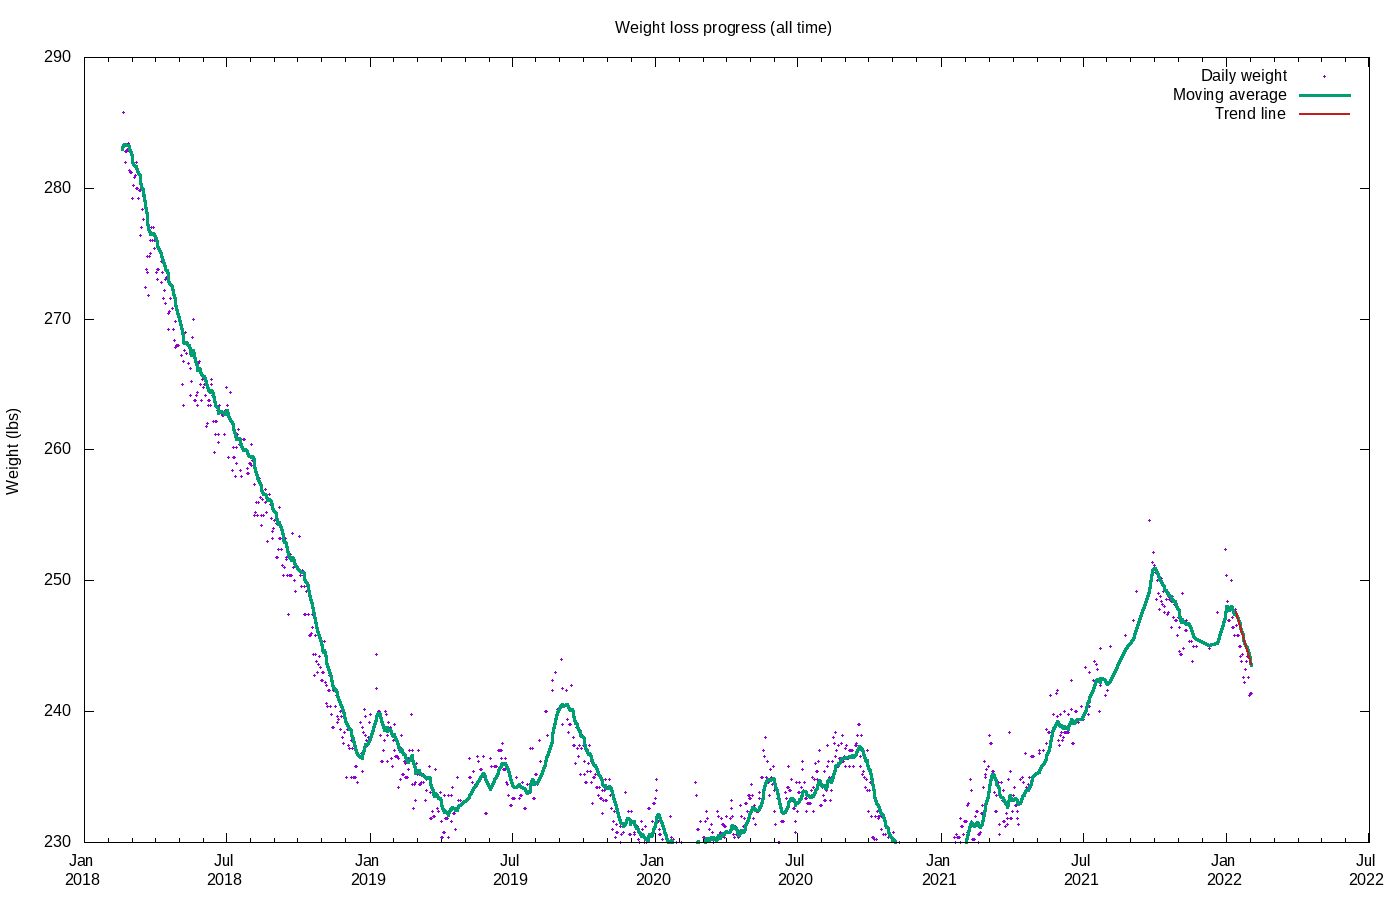 Weight loss progress (all time)
290
280
270
260
250
240
230
Weight (lbs)
Daily weight
Moving average
Trend line
Jan Jul Jan Jul Jan Jul Jan Jul Jan Jul
2018 2018 2019 2019 2020 2020 2021 2021 2022 2022